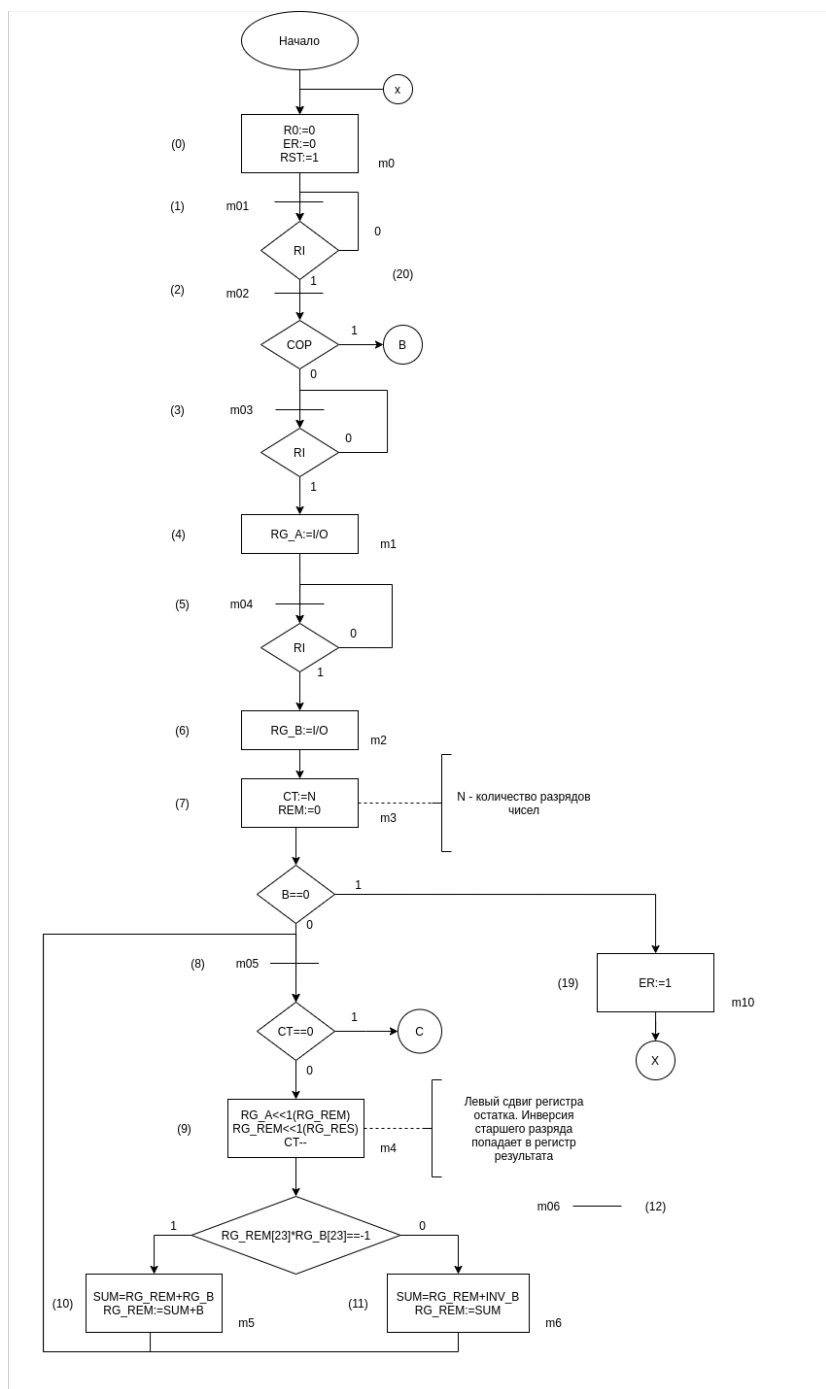 Начало
x
R0:=0
ER:=0
RST:=1
(0)
m0
(1)
m01
0
RI
1
(20)
(2)
m02
COP
1
B
0
(3)
m03
0
RI
1
RG_A:=I/O
(4)
m1
(5)
m04
0
RI
1
RG_B:=I/O
(6)
m2
CT:=N
REM:=0
(7)
m3
N - количество разрядов
чисел
B==0
1
0
(8)
m05
ER:=1
(19)
m10
CT==0
1
C
0
X
RG_A<<1(RG_REM)
RG_REM<<1(RG_RES)
CT--
(9)
m4
Левый сдвиг регистра
остатка. Инверсия
старшего разряда
попадает в регистр
результата
m06
(12)
1
RG_REM[23]*RG_B[23]==-1
0
(10)
SUM=RG_REM+RG_B
RG_REM:=SUM+B
m5
(11)
SUM=RG_REM+INV_B
RG_REM:=SUM
m6